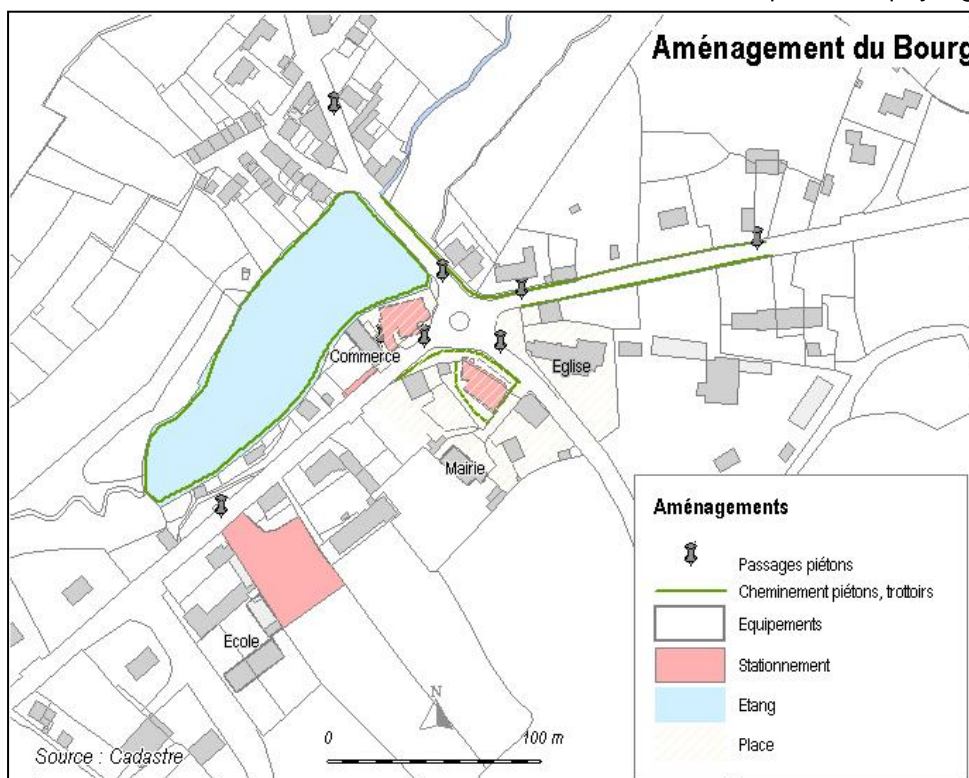 Aménagement du Bourg
Commerce
Eglise
Mairie
Ecole
Aménagements
Passages piétons
Cheminement piétons, trottoirs
Equipements
Stationnement
Etang
Place
N
0 100 m
Source : Cadastre